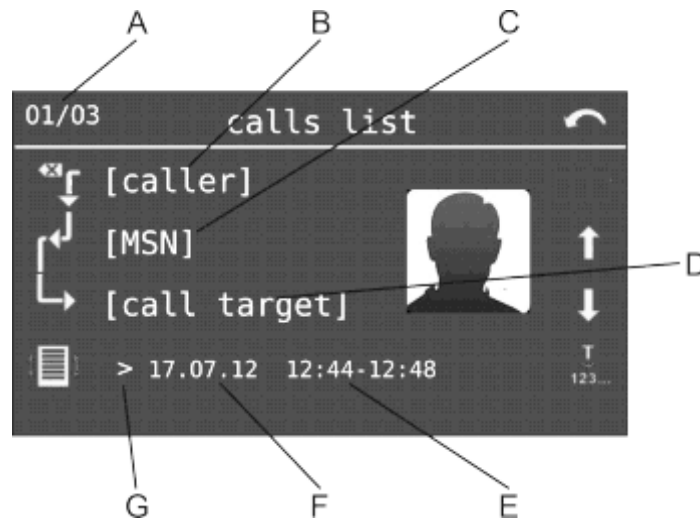 A B C
01/03 calls list
[caller]
[MSN]
D
[call target]
> 17.07.12 12:44-12:48
T
123...
G F E